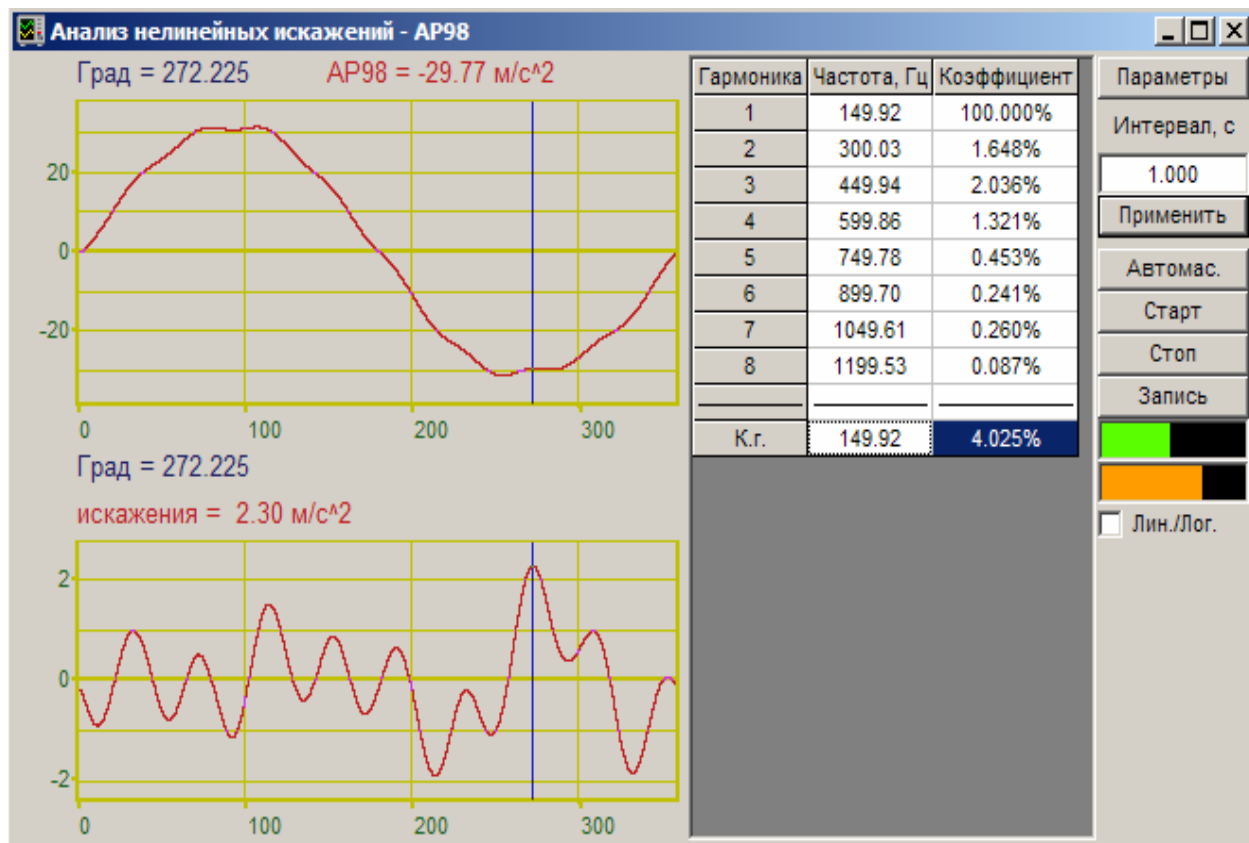 Анализ нелинейных искажений - AP98
Град = 272.225 AP98 = -29.77 м/с^2
20
0
-20
0 100 200 300
Град = 272.225
искажения = 2.30 м/с^2
2
0
-2
0 100 200 300
Гармоника Частота, Гц Коэффициент
1 149.92 100.000%
2 300.03 1.648%
3 449.94 2.036%
4 599.86 1.321%
5 749.78 0.453%
6 899.70 0.241%
7 1049.61 0.260%
8 1199.53 0.087%
К.г. 149.92 4.025%
Параметры
Интервал, с
1.000
Применить
Автомас.
Старт
Стоп
Запись
Лин./Лог.